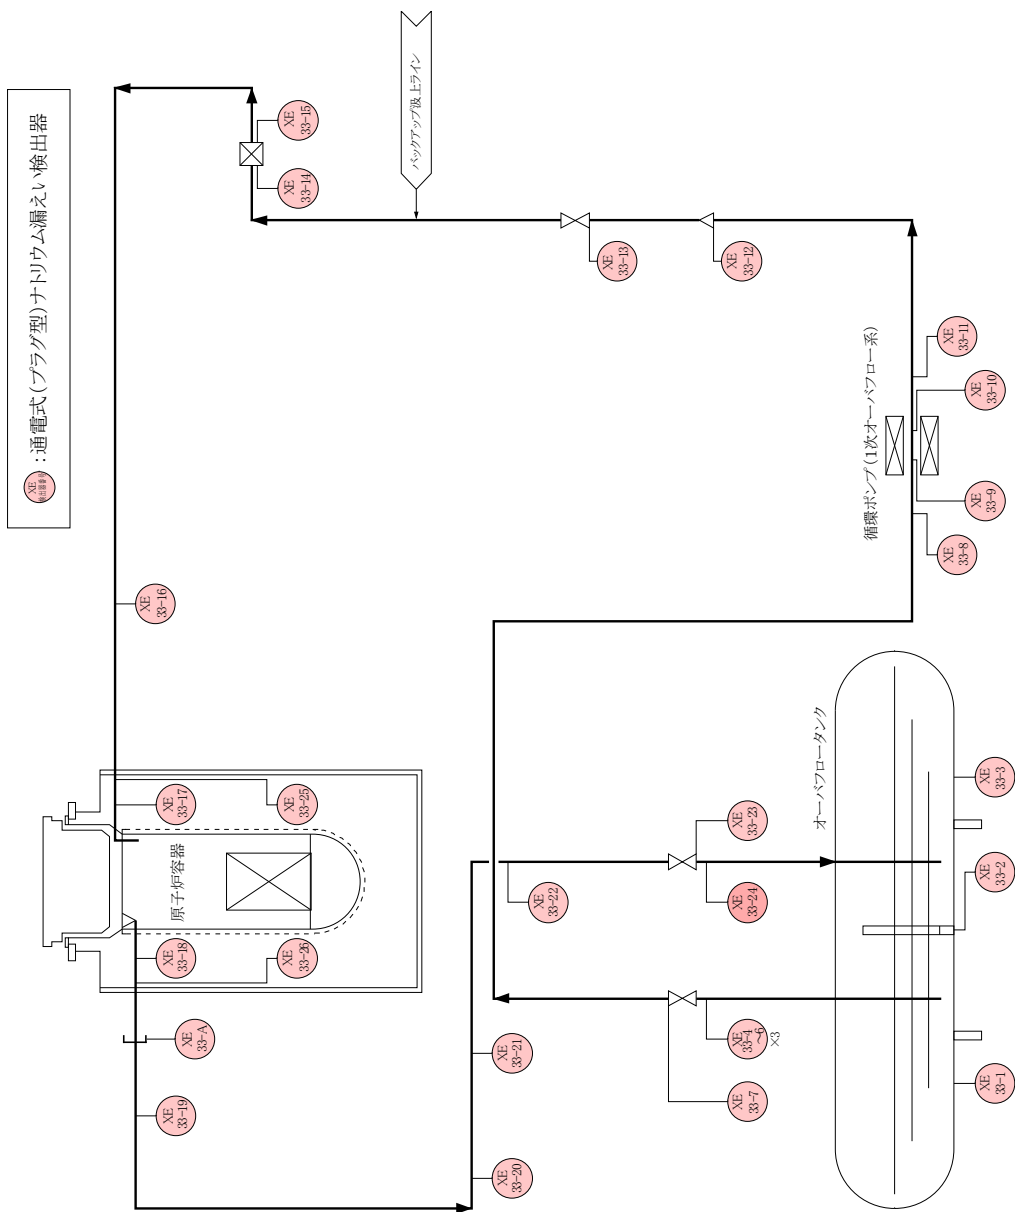 XE
検出器番号
:通電式(プラグ型)ナトリウム漏えい検出器
バックアップ汲上ライン
XE
33-15
XE
33-14
XE
33-13
XE
33-12
XE
33-11
XE
33-10
循環ポンプ(1次オーバフロー系)
XE
33-9
XE
33-8
XE
33-16
オーバフロータンク
XE
33-3
XE
33-2
XE
33-1
XE
33-17
XE
33-25
原子炉容器
XE
33-18
XE
33-26
XE
33-A
XE
33-19
XE
33-23
XE
33-22
XE
33-24
XE
33-21
XE
33-4
~6
×3
XE
33-7
XE
33-20